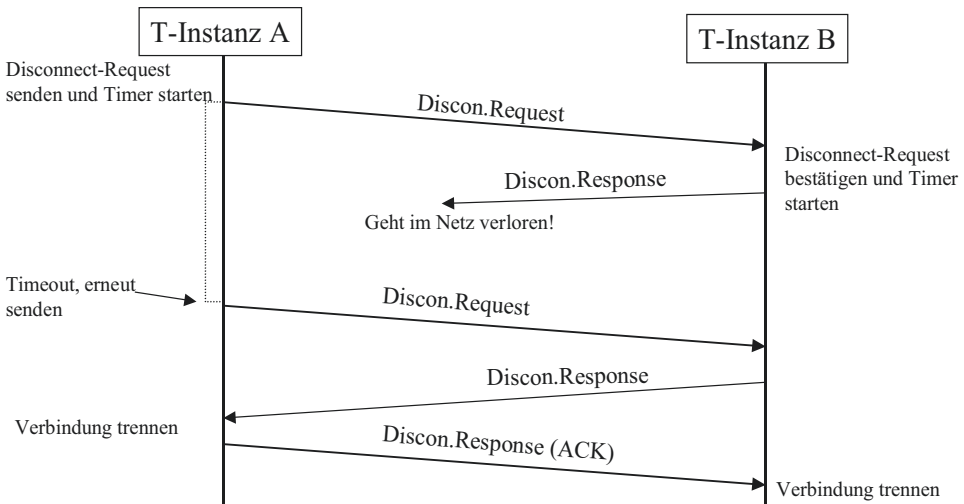 T-Instanz A
T-Instanz B
Disconnect-Request
senden und Timer starten
Discon.Request
Disconnect-Request
bestätigen und Timer
starten
Discon.Response
Geht im Netz verloren!
Timeout, erneut
senden
Discon.Request
Discon.Response
Verbindung trennen
Discon.Response (ACK)
Verbindung trennen